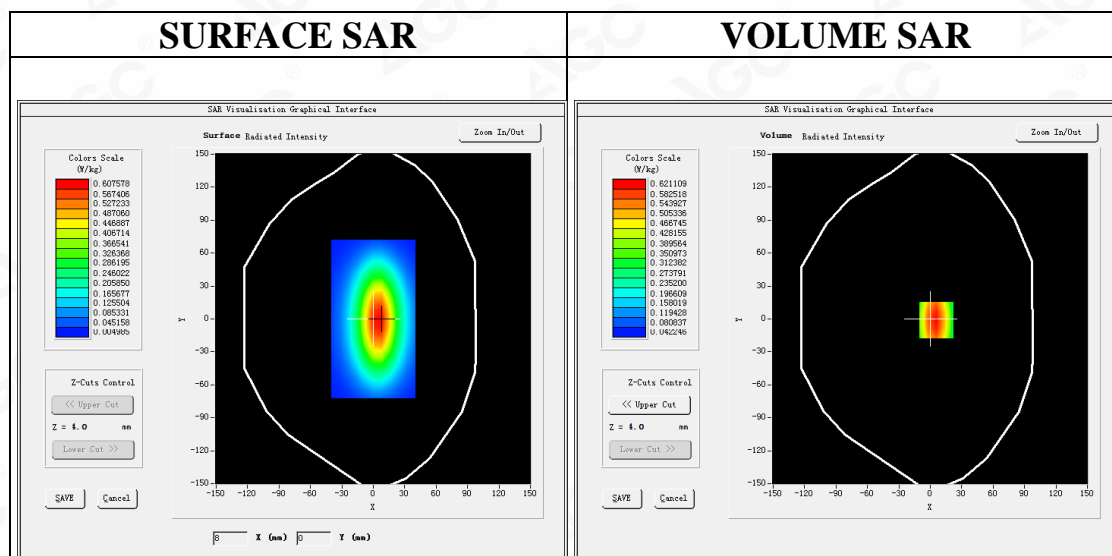 SURFACE SAR
VOLUME SAR
SAR Visualisation Graphical Interface
Surface Radiated Intensity
Zoom In/Out
Colors Scale
(W/kg)
0.607578
0.567406
0.527233
0.487060
0.446887
0.406714
0.366541
0.326368
0.286195
0.246022
0.205850
0.165677
0.125504
0.085331
0.045158
0.004985
Z-Cuts Control
<< Upper Cut
Z = 4.0 mm
Lower Cut >>
SAVE Cancel
150
120
90
60
30
0
-30
-60
-90
-120
-150
Y
-150 -120 -90 -60 -30 0 30 60 90 120 150
X
8 X (mm) 0 Y (mm)
SAR Visualisation Graphical Interface
Volume Radiated Intensity
Zoom In/Out
Colors Scale
(W/kg)
0.621109
0.582518
0.543927
0.505336
0.466745
0.428155
0.389564
0.350973
0.312382
0.273791
0.235200
0.196609
0.158019
0.119428
0.080837
0.042246
Z-Cuts Control
<< Upper Cut
Z = 4.0 mm
Lower Cut >>
SAVE Cancel
150
120
90
60
30
0
-30
-60
-90
-120
-150
Y
-150 -120 -90 -60 -30 0 30 60 90 120 150
X